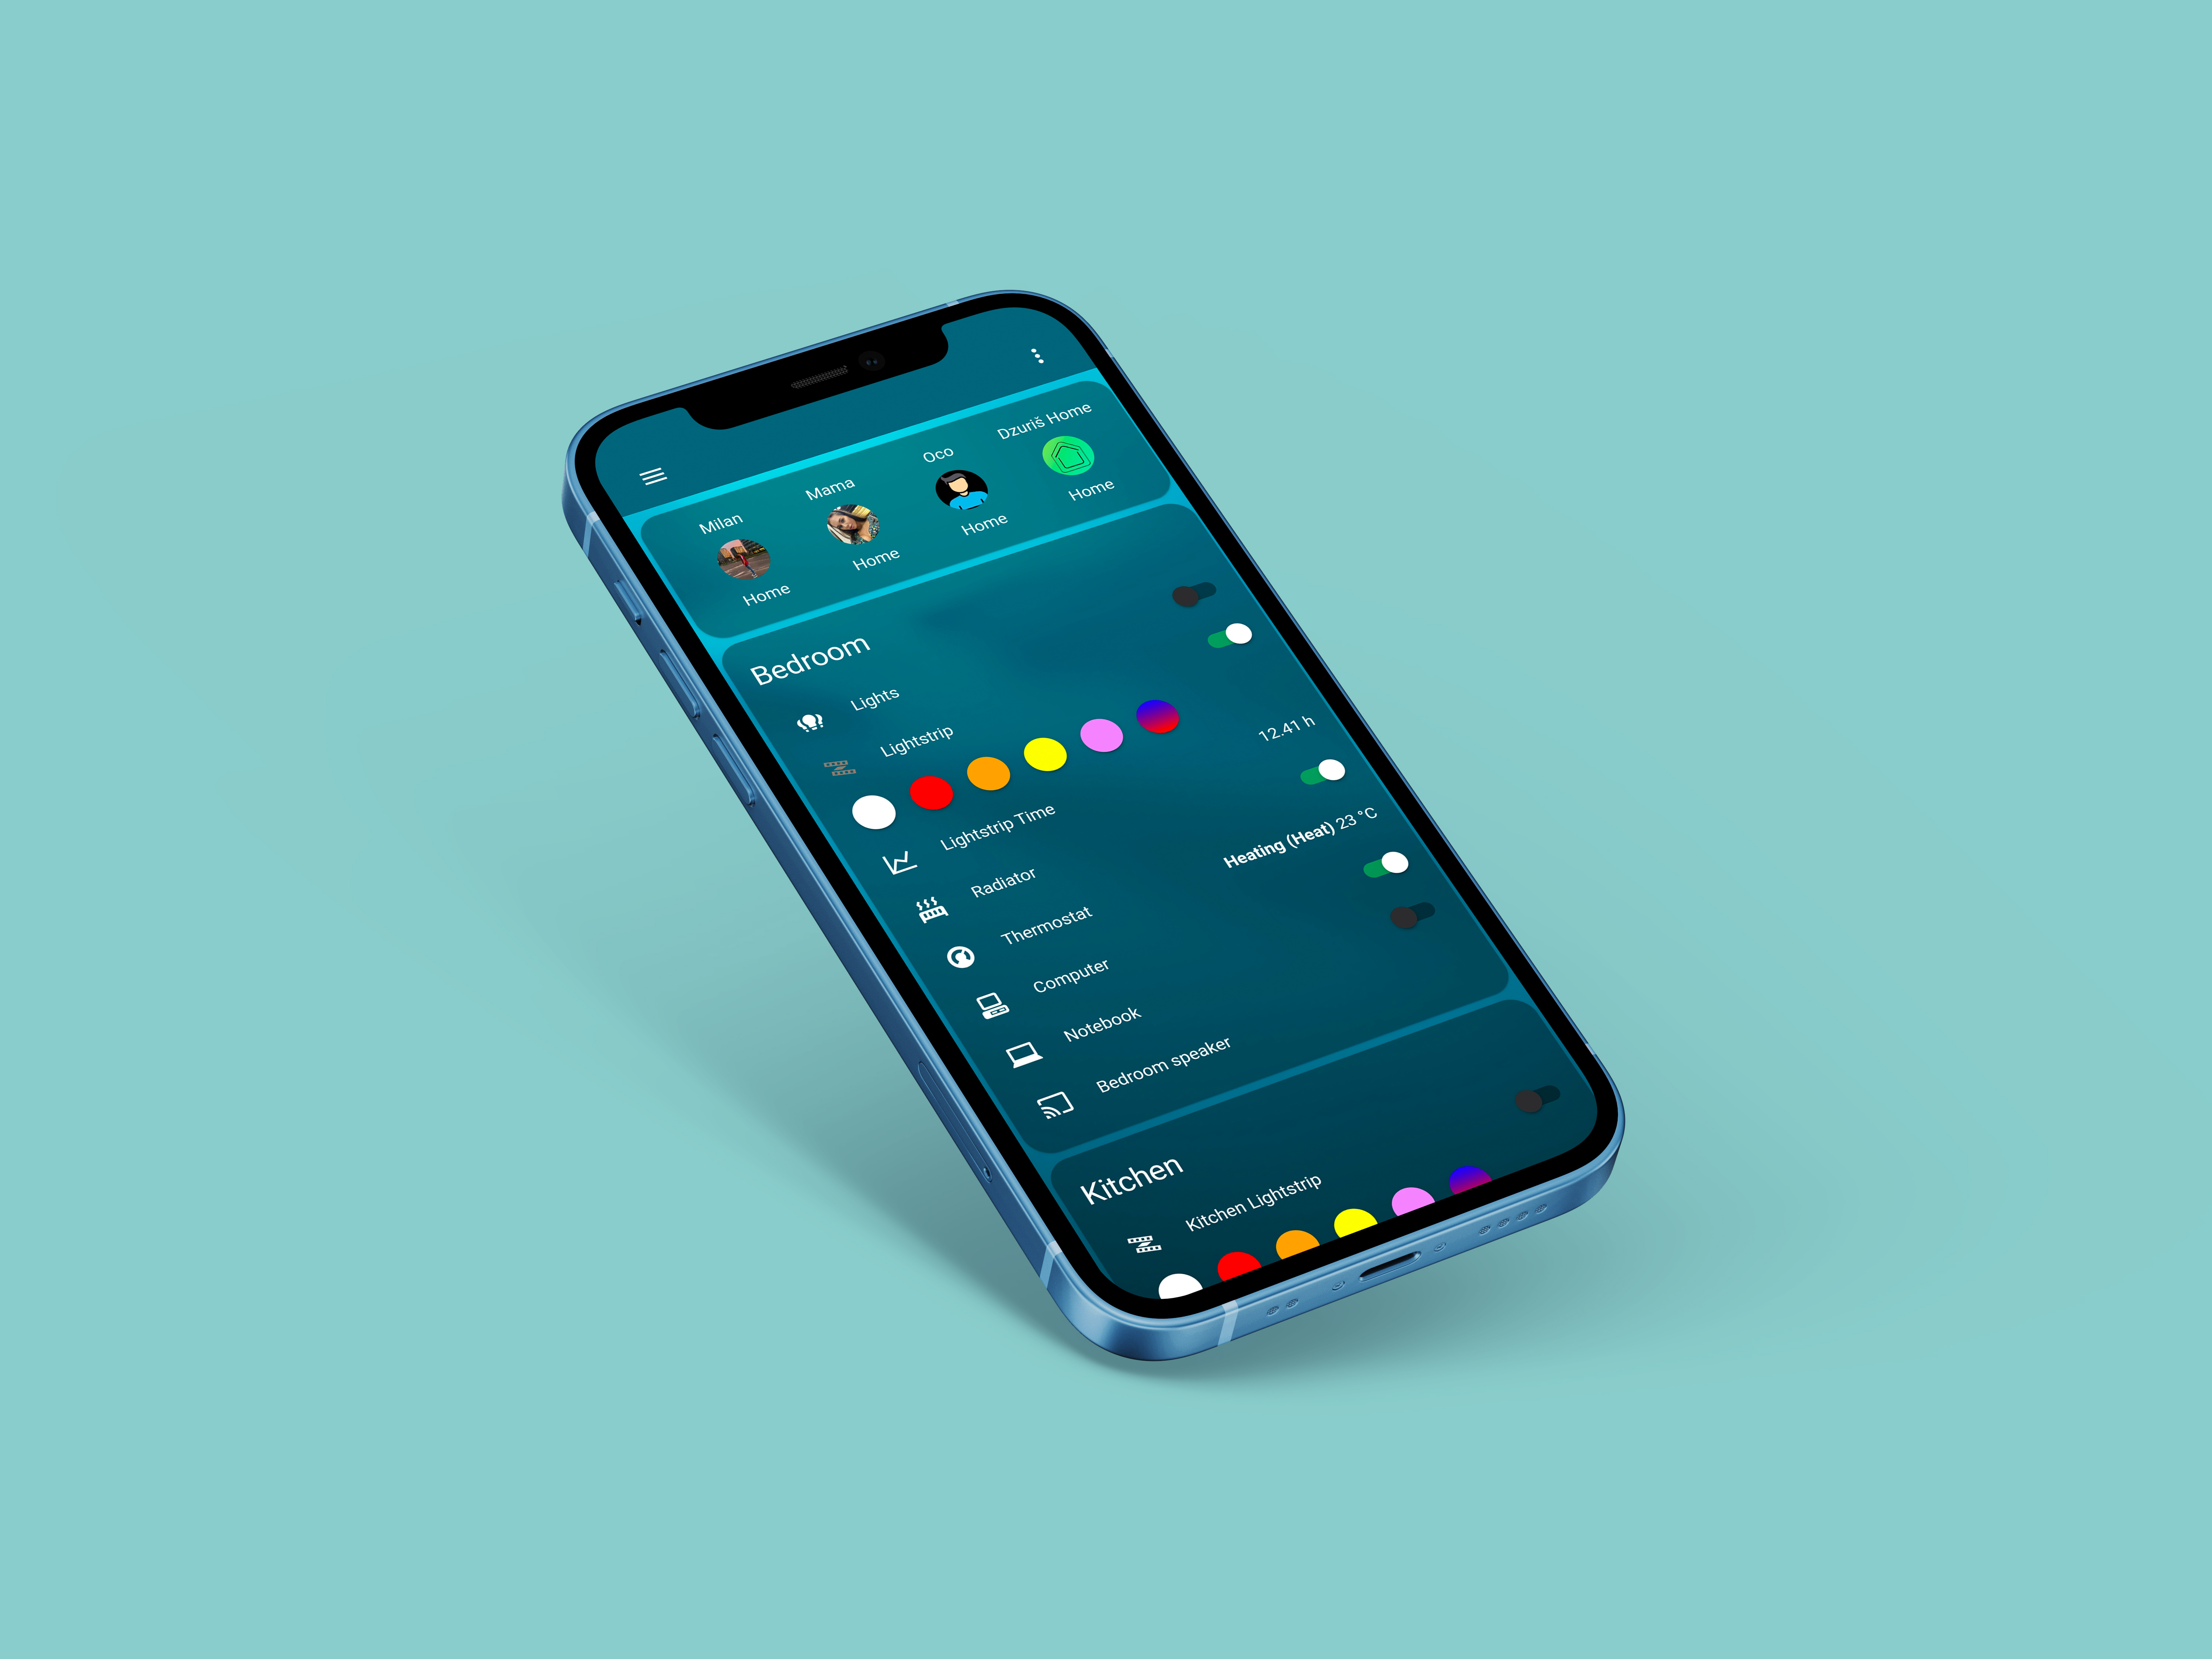 Milan
Mama
Oco
Dzuriš Home
Home
Home
Home
Home
Bedroom
Lights
Lightstrip
Lightstrip Time 12.41 h
Radiator
Thermostat Heating (Heat) 23 °C
Computer
Notebook
Bedroom speaker
Kitchen
Kitchen Lightstrip